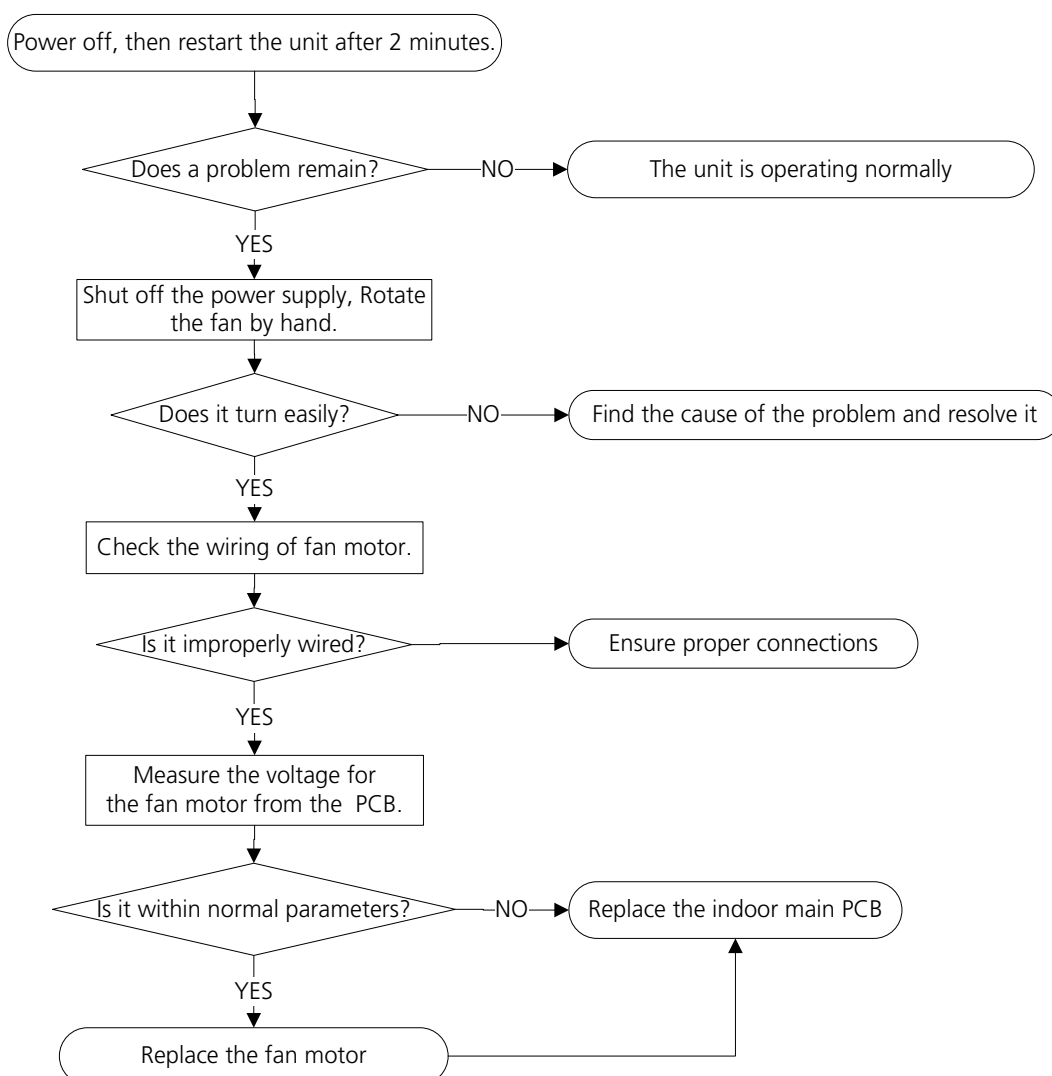 Power off, then restart the unit after 2 minutes.
Does a problem remain?
NO
The unit is operating normally
YES
Shut off the power supply, Rotate
the fan by hand.
Does it turn easily?
NO
Find the cause of the problem and resolve it
YES
Check the wiring of fan motor.
Is it improperly wired?
Ensure proper connections
YES
Measure the voltage for
the fan motor from the PCB.
Is it within normal parameters?
NO
Replace the indoor main PCB
YES
Replace the fan motor